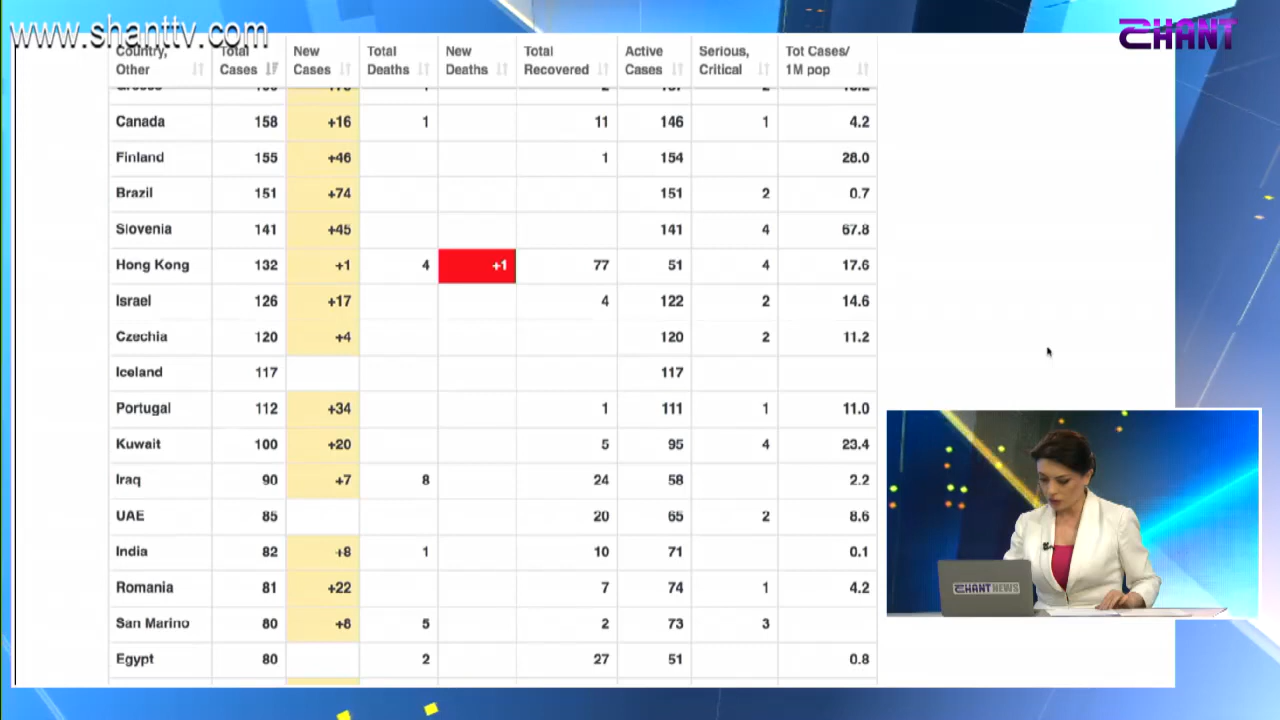 www.shanttv.com
SHANT
Country, Other Total Cases New Cases Total Deaths New Deaths Total Recovered Active Cases Serious, Critical Tot Cases/ 1M pop
Canada 158 +16 1 11 146 1 4.2
Finland 155 +46 1 154 28.0
Brazil 151 +74 151 2 0.7
Slovenia 141 +45 141 4 67.8
Hong Kong 132 +1 4 +1 77 51 4 17.6
Israel 126 +17 4 122 2 14.6
Czechia 120 +4 120 2 11.2
Iceland 117 117
Portugal 112 +34 1 111 1 11.0
Kuwait 100 +20 5 95 4 23.4
Iraq 90 +7 8 24 58 2.2
UAE 85 20 65 2 8.6
India 82 +8 1 10 71 0.1
Romania 81 +22 7 74 1 4.2
San Marino 80 5 2 73 3
Egypt 80 2 27 51 0.8
SHANT NEWS